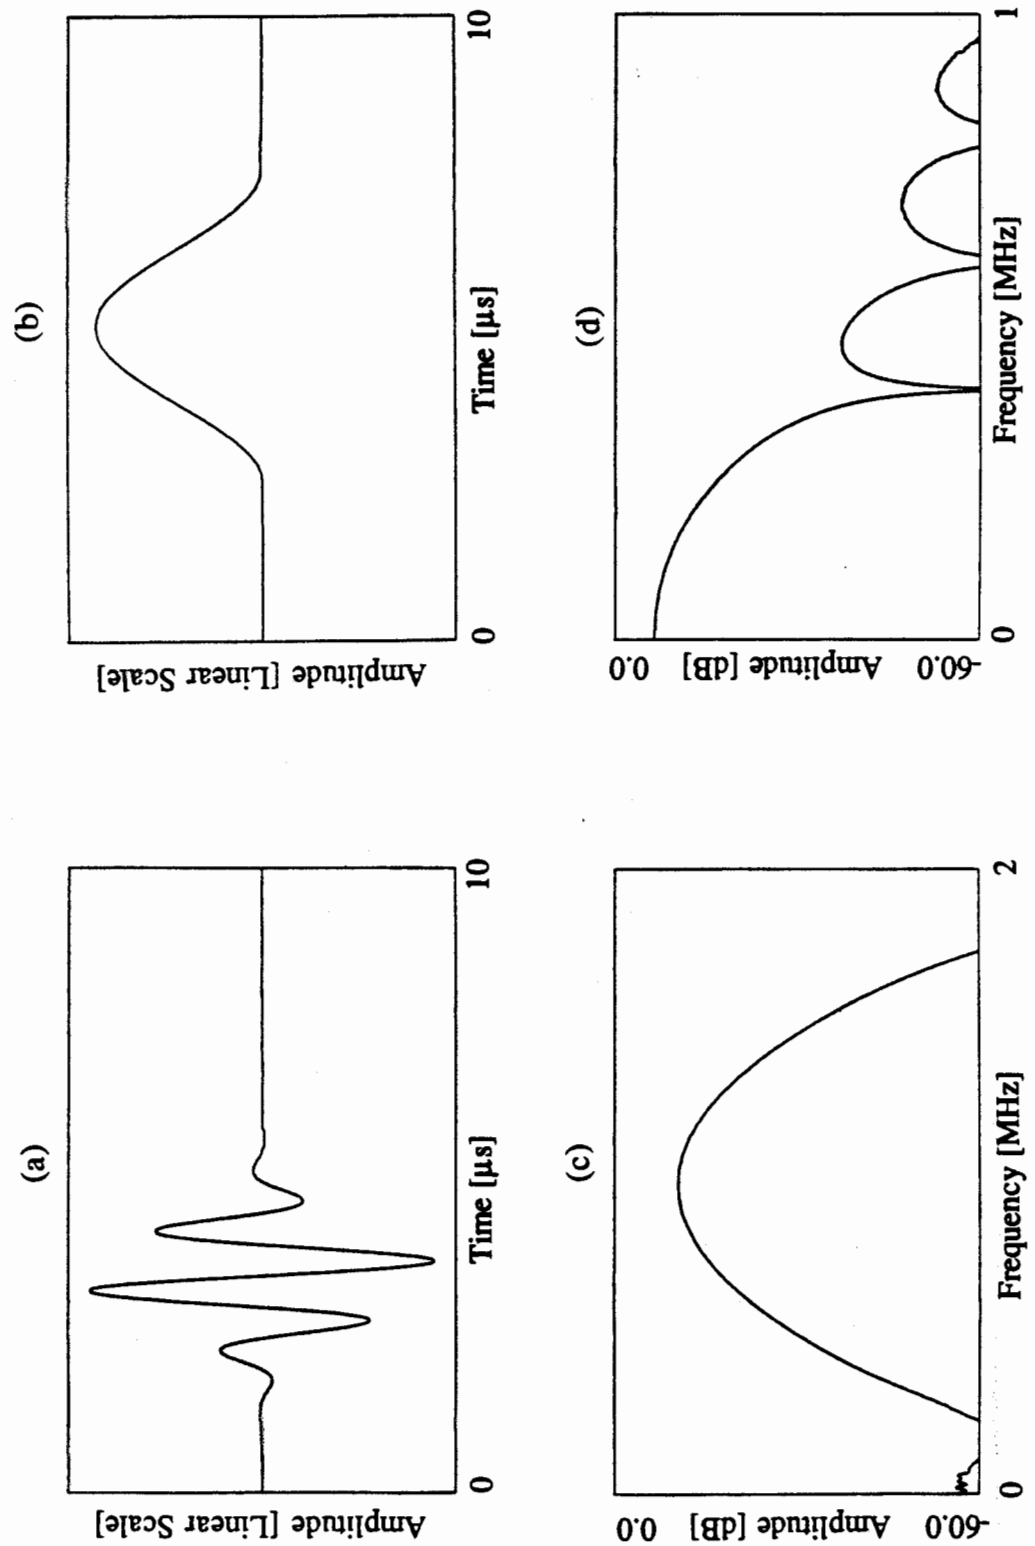 (a)
Amplitude [Linear Scale]
0
10
Time [μs]
(b)
Amplitude [Linear Scale]
0
10
Time [μs]
(c)
0.0
Amplitude [dB]
-60.0
0
2
Frequency [MHz]
(d)
0.0
Amplitude [dB]
-60.0
0
1
Frequency [MHz]